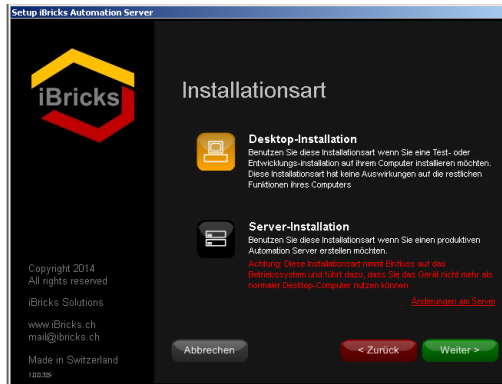 Setup iBricks Automation Server
iBricks
Installationsart
Desktop-Installation
Benutzen Sie diese Installationsart wenn Sie eine Test- oder
Entwicklungs-Installation auf ihrem Computer installieren möchten.
Diese Installationsart hat keine Auswirkungen auf die restlichen
Funktionen ihres Computers
Server-Installation
Benutzen Sie diese Installationsart wenn Sie einen produktiven
Automation Server erstellen möchten.
Achtung: Diese Installationsart nimmt Einfluss auf das
Betriebssystem und führt dazu, dass Sie das Gerät nicht mehr als
normaler Desktop-Computer nutzen können.
Änderungen am Server
Copyright 2014
All rights reserved
iBricks Solutions
www.iBricks.ch
mail@ibricks.ch
Made in Switzerland
1.0.0.329
Abbrechen
< Zurück
Weiter >